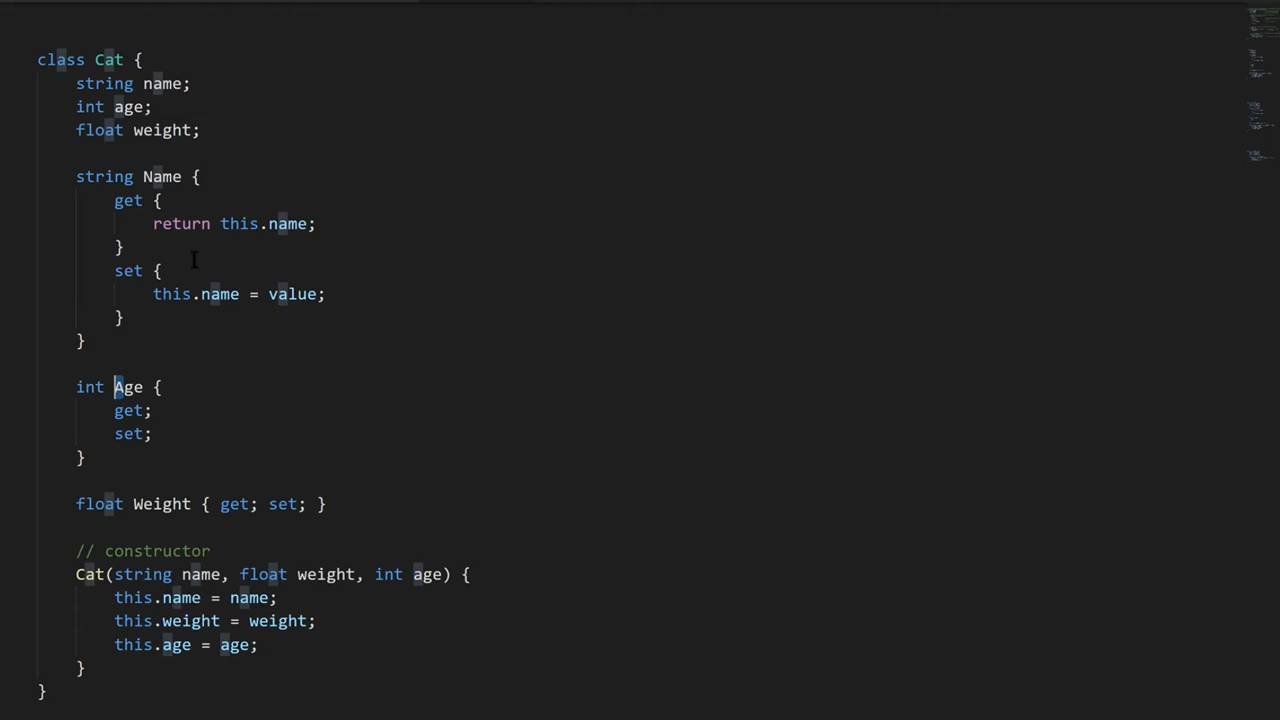 class Cat {
    string name;
    int age;
    float weight;
    string Name {
        get {
            return this.name;
        }
        set {
            this.name = value;
        }
    }
    int Age {
        get;
        set;
    }
    float Weight { get; set; }
    // constructor
    Cat(string name, float weight, int age) {
        this.name = name;
        this.weight = weight;
        this.age = age;
    }
}